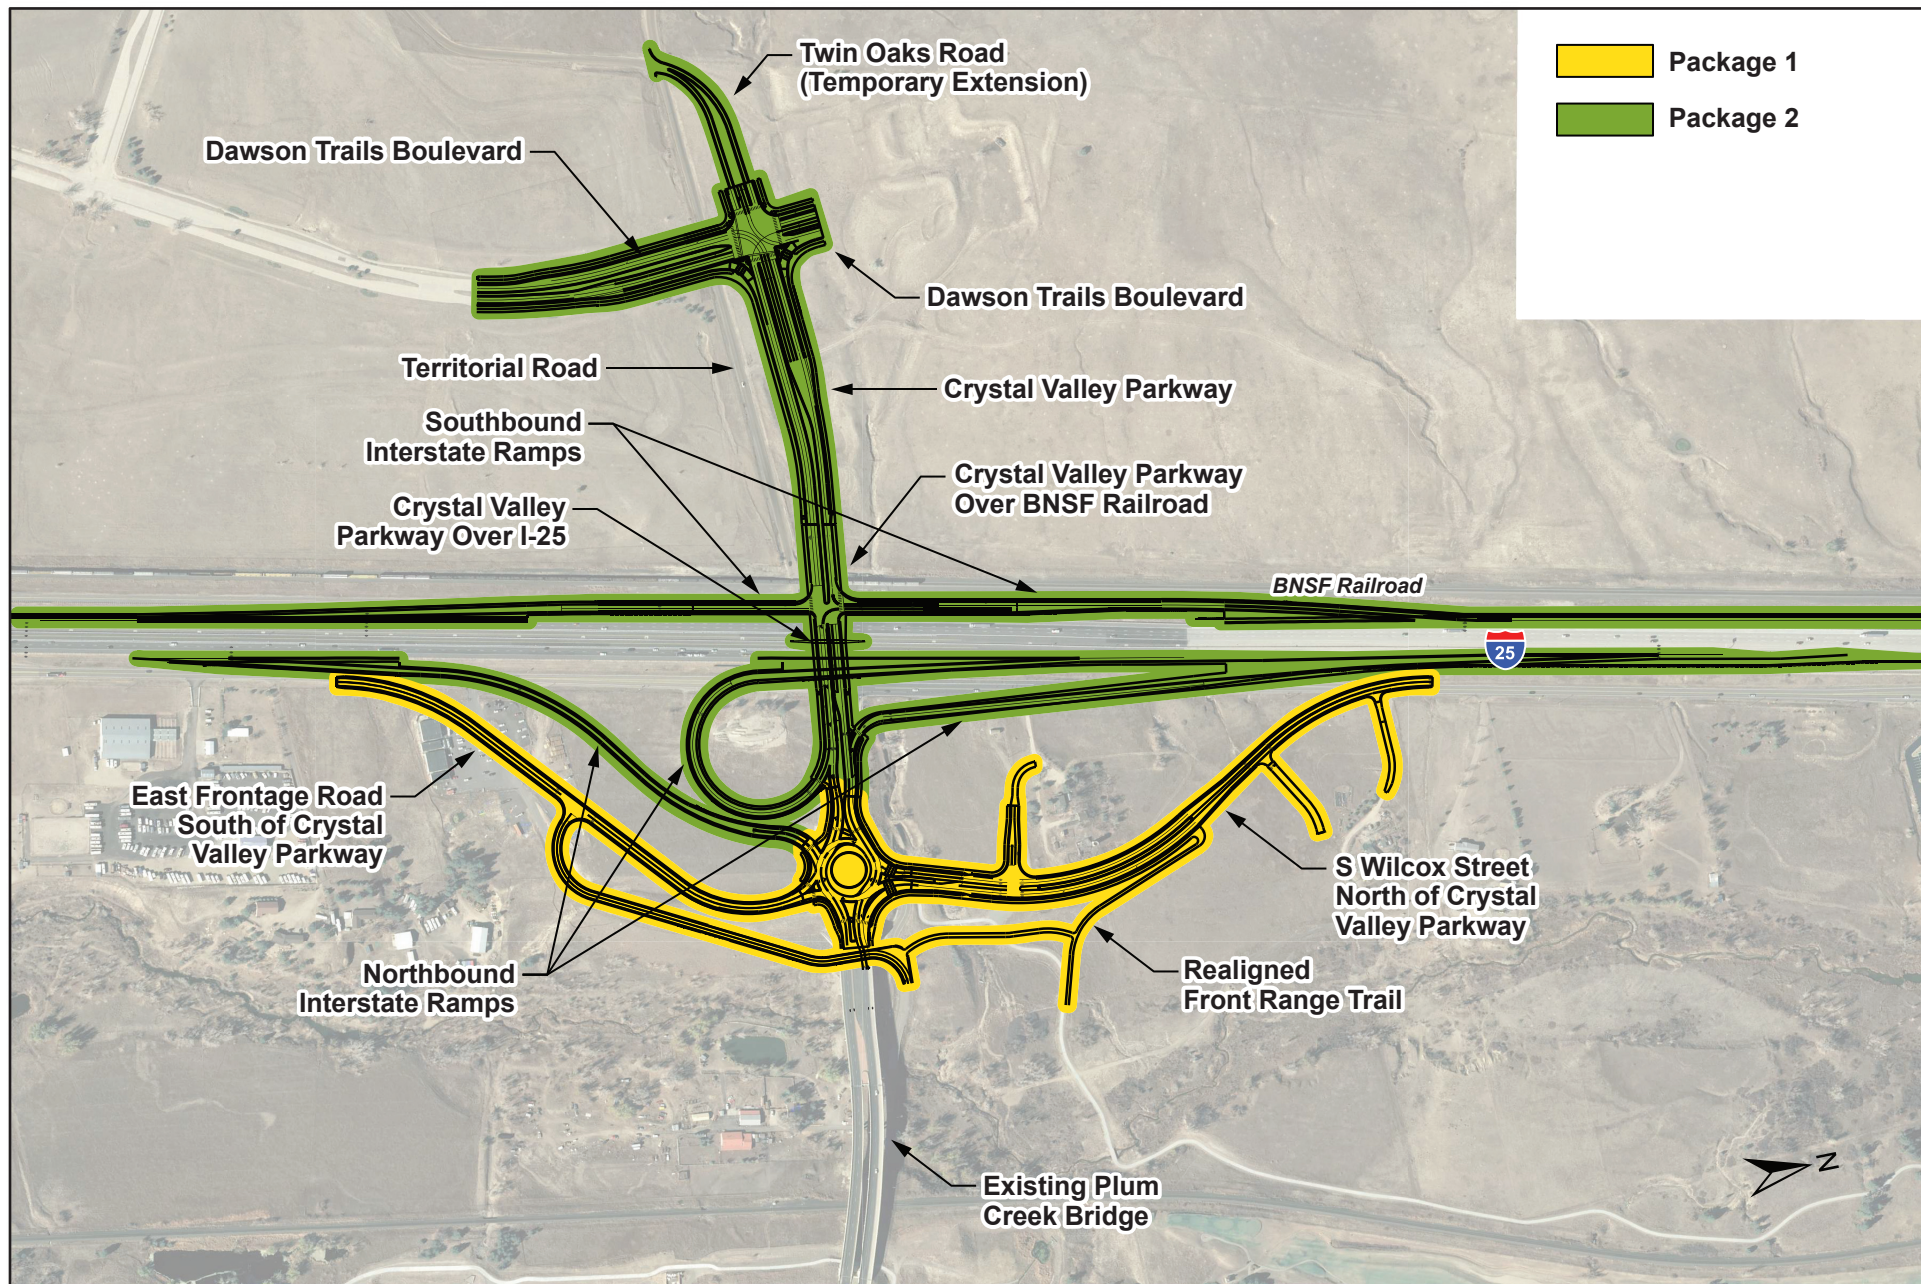 Twin Oaks Road
(Temporary Extension)
Package 1
Package 2
Dawson Trails Boulevard
Dawson Trails Boulevard
Territorial Road
Crystal Valley Parkway
Southbound
Interstate Ramps
Crystal Valley Parkway
Over BNSF Railroad
Crystal Valley
Parkway Over I-25
BNSF Railroad
25
East Frontage Road
South of Crystal
Valley Parkway
S Wilcox Street
North of Crystal
Valley Parkway
Northbound
Interstate Ramps
Realigned
Front Range Trail
Existing Plum
Creek Bridge
N